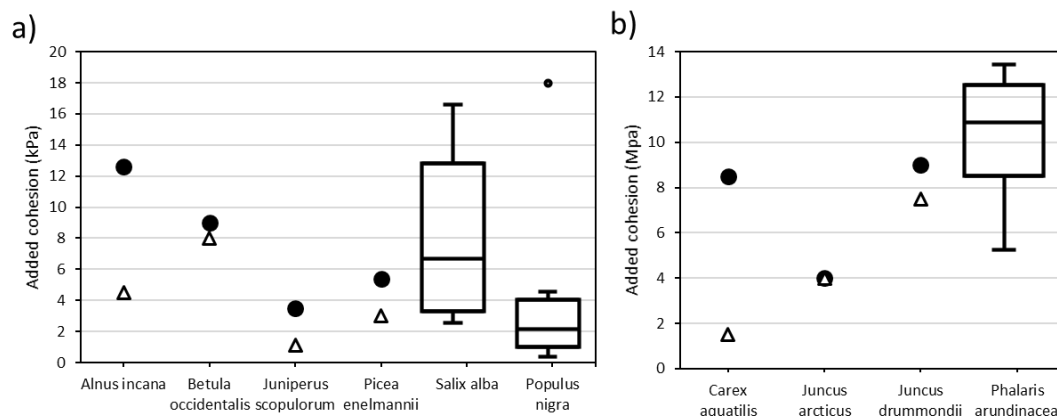 a)
Added cohesion (kPa)
20
18
16
14
12
10
8
6
4
2
0
Alnus incana
Betula
occidentalis
Juniperus
scopulorum
Picea
enelmannii
Salix alba
Populus
nigra
b)
Added cohesion (Mpa)
14
12
10
8
6
4
2
0
Carex
aquatilis
Juncus
arcticus
Juncus
drummondii
Phalaris
arundinacea